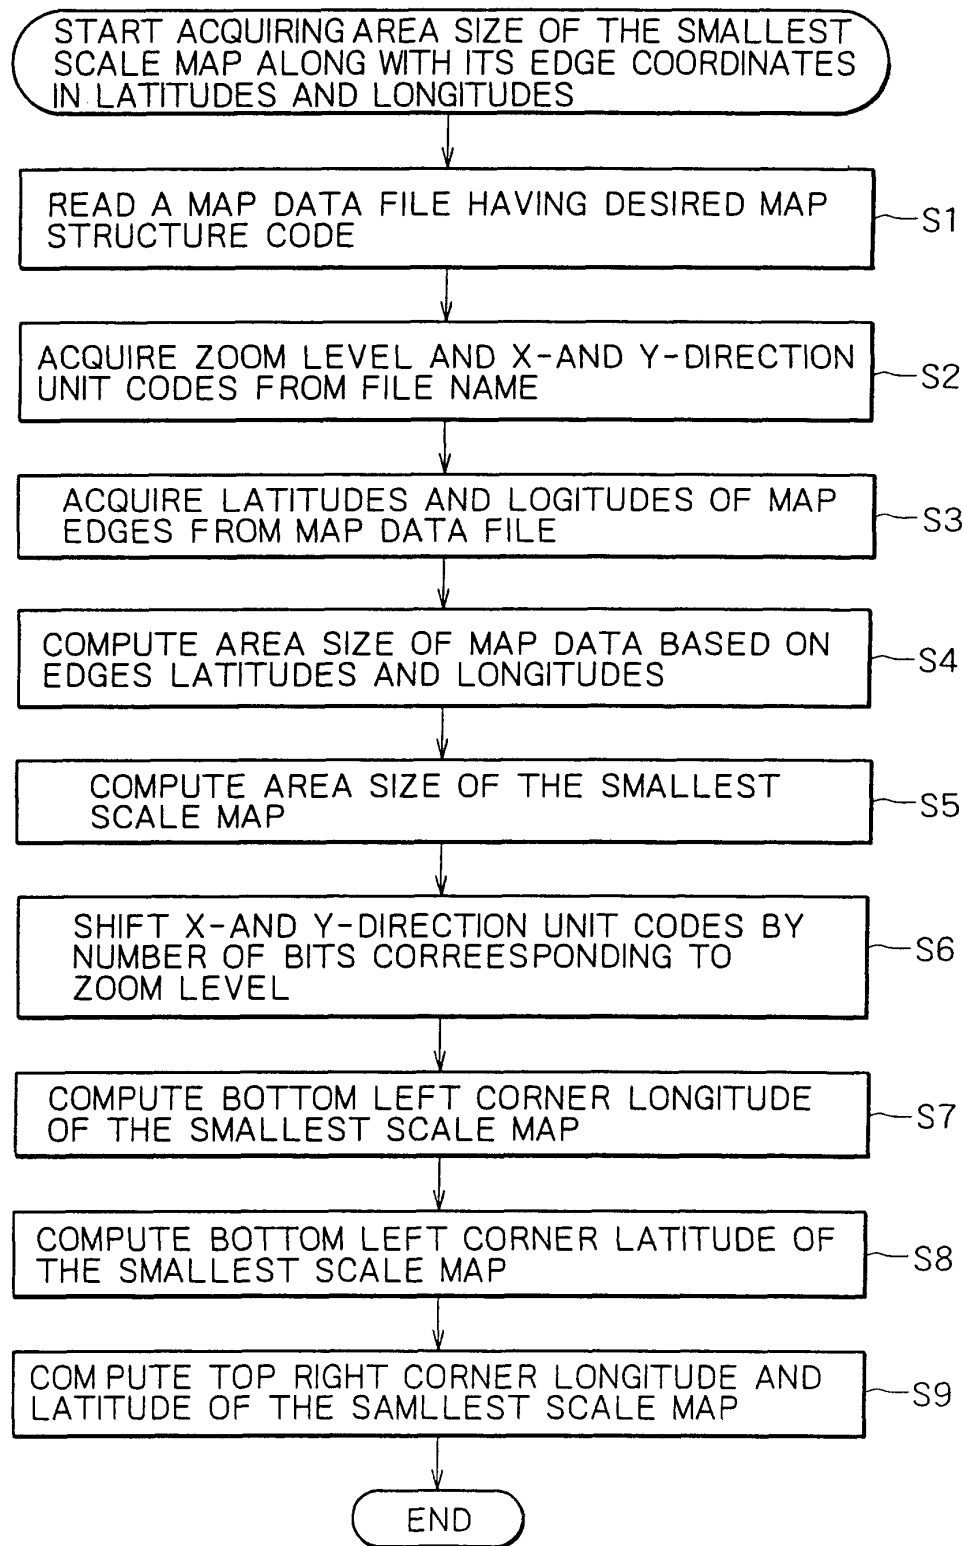 START ACQUIRING AREA SIZE OF THE SMALLEST
SCALE MAP ALONG WITH ITS EDGE COORDINATES
IN LATITUDES AND LONGITUDES
READ A MAP DATA FILE HAVING DESIRED MAP
STRUCTURE CODE
S1
ACQUIRE ZOOM LEVEL AND X-AND Y-DIRECTION
UNIT CODES FROM FILE NAME
S2
ACQUIRE LATITUDES AND LOGITUDES OF MAP
EDGES FROM MAP DATA FILE
S3
COMPUTE AREA SIZE OF MAP DATA BASED ON
EDGES LATITUDES AND LONGITUDES
S4
COMPUTE AREA SIZE OF THE SMALLEST
SCALE MAP
S5
SHIFT X-AND Y-DIRECTION UNIT CODES BY
NUMBER OF BITS CORREESPONDING TO
ZOOM LEVEL
S6
COMPUTE BOTTOM LEFT CORNER LONGITUDE
OF THE SMALLEST SCALE MAP
S7
COMPUTE BOTTOM LEFT CORNER LATITUDE OF
THE SMALLEST SCALE MAP
S8
COMPUTE TOP RIGHT CORNER LONGITUDE AND
LATITUDE OF THE SAMLLEST SCALE MAP
S9
END